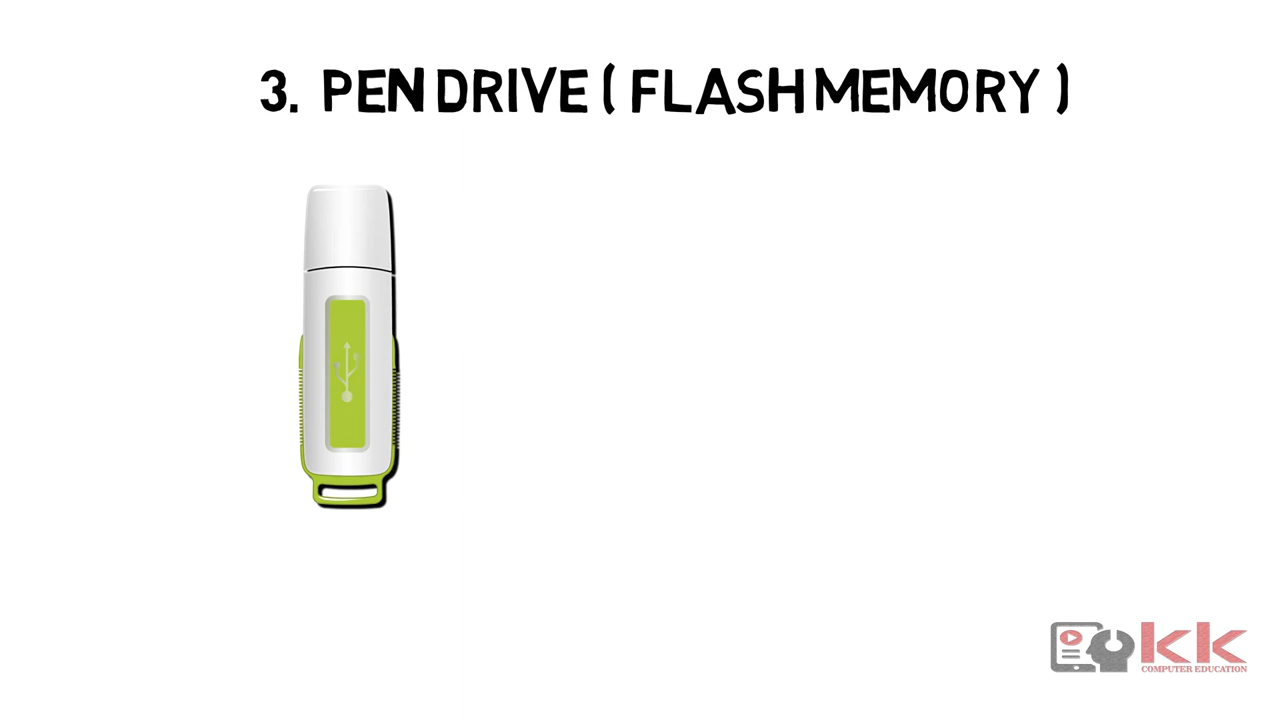 3. PEN DRIVE ( FLASH MEMORY )
kk
COMPUTER EDUCATION